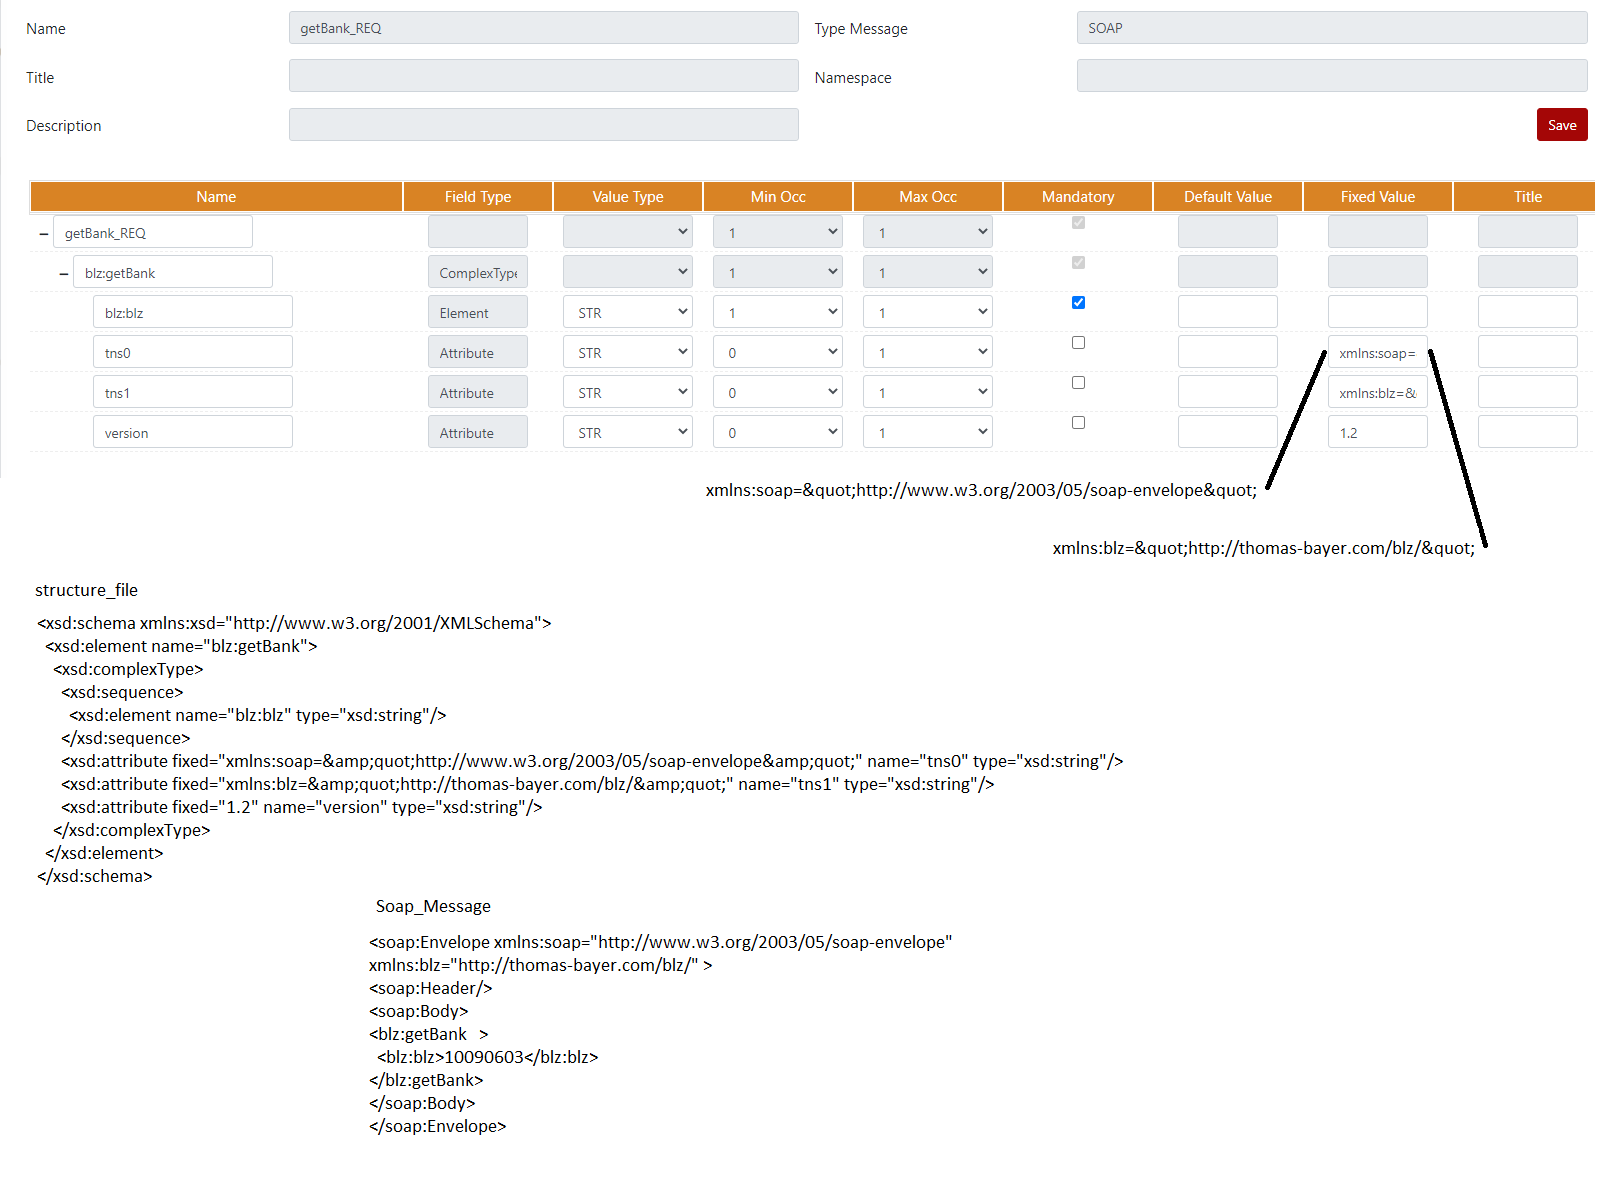 Name getBank_REQ Type Message SOAP
Title Namespace
Description Save
Name Field Type Value Type Min Occ Max Occ Mandatory Default Value Fixed Value Title
− getBank_REQ 1 1
− blz:getBank ComplexType 1 1
blz:blz Element STR 1 1
tns0 Attribute STR 0 1 xmlns:soap=
tns1 Attribute STR 0 1 xmlns:blz=&
version Attribute STR 0 1 1.2
xmlns:soap=&quot;http://www.w3.org/2003/05/soap-envelope&quot;
xmlns:blz=&quot;http://thomas-bayer.com/blz/&quot;
structure_file
<xsd:schema xmlns:xsd="http://www.w3.org/2001/XMLSchema">
<xsd:element name="blz:getBank">
<xsd:complexType>
<xsd:sequence>
<xsd:element name="blz:blz" type="xsd:string"/>
</xsd:sequence>
<xsd:attribute fixed="xmlns:soap=&amp;quot;http://www.w3.org/2003/05/soap-envelope&amp;quot;" name="tns0" type="xsd:string"/>
<xsd:attribute fixed="xmlns:blz=&amp;quot;http://thomas-bayer.com/blz/&amp;quot;" name="tns1" type="xsd:string"/>
<xsd:attribute fixed="1.2" name="version" type="xsd:string"/>
</xsd:complexType>
</xsd:element>
</xsd:schema>
Soap_Message
<soap:Envelope xmlns:soap="http://www.w3.org/2003/05/soap-envelope"
xmlns:blz="http://thomas-bayer.com/blz/" >
<soap:Header/>
<soap:Body>
<blz:getBank >
<blz:blz>10090603</blz:blz>
</blz:getBank>
</soap:Body>
</soap:Envelope>